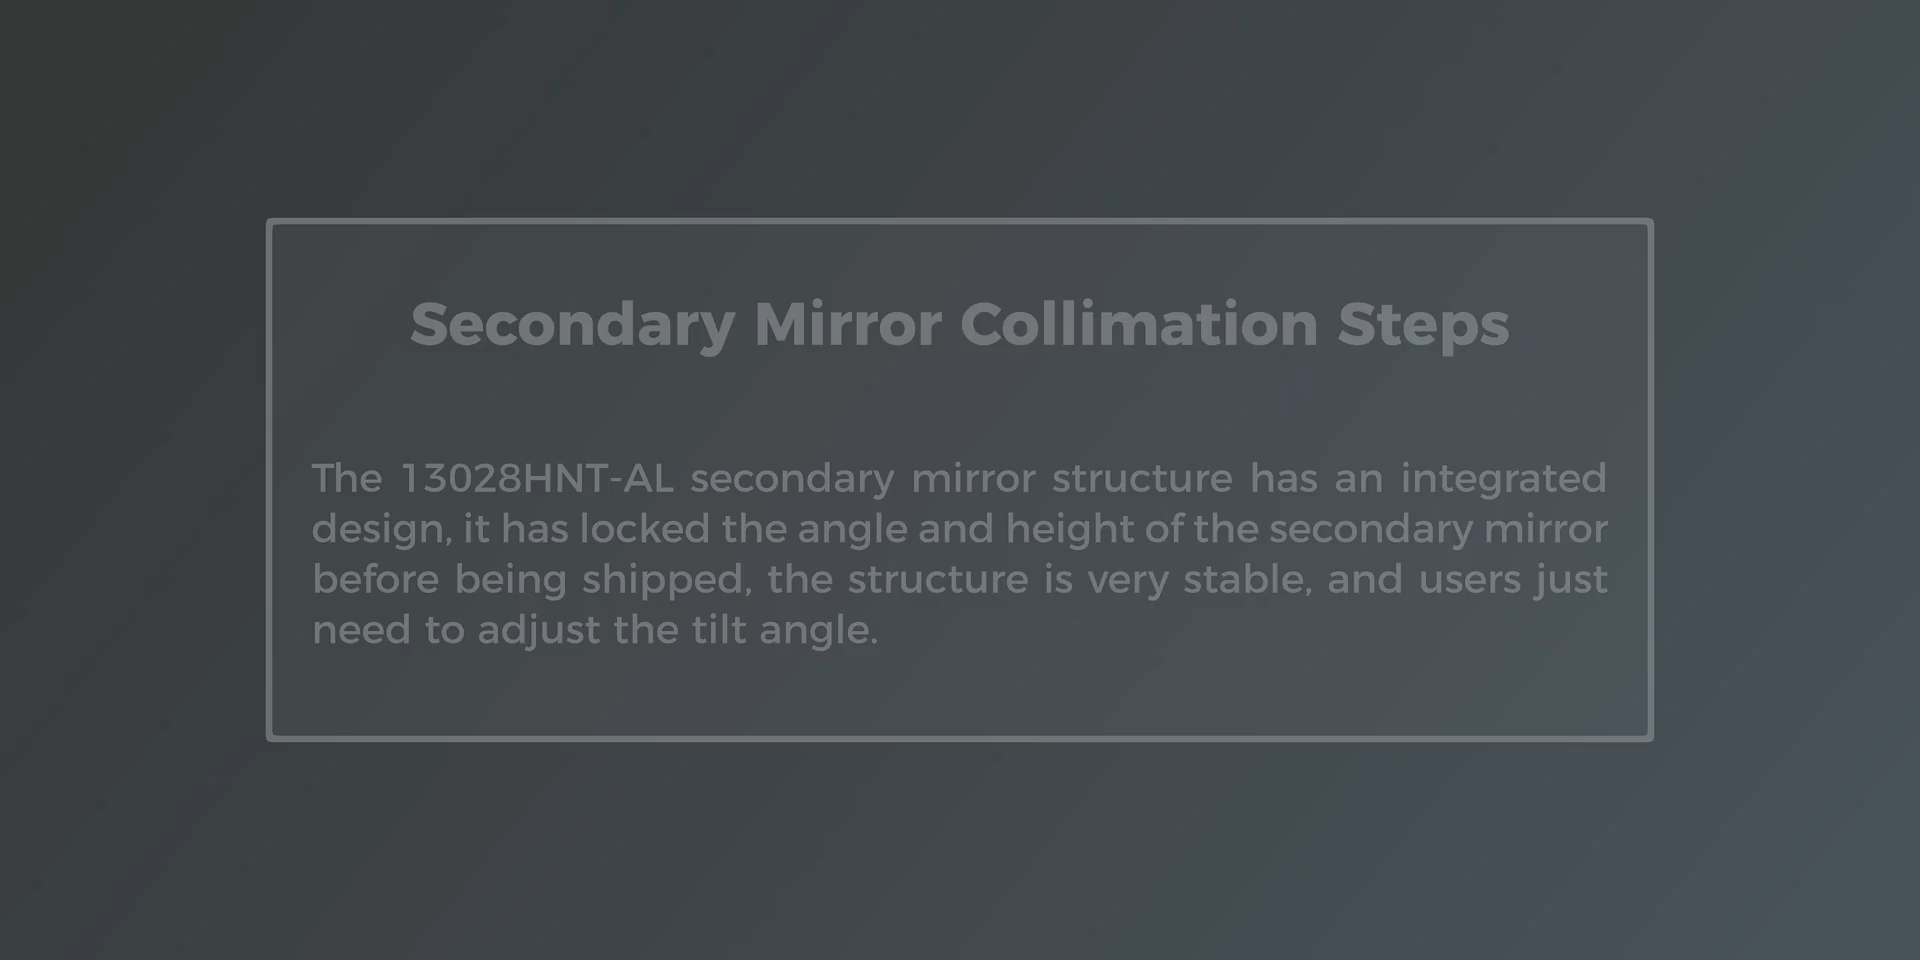 Secondary Mirror Collimation Steps
The 13028HNT-AL secondary mirror structure has an integrated
design, it has locked the angle and height of the secondary mirror
before being shipped, the structure is very stable, and users just
need to adjust the tilt angle.